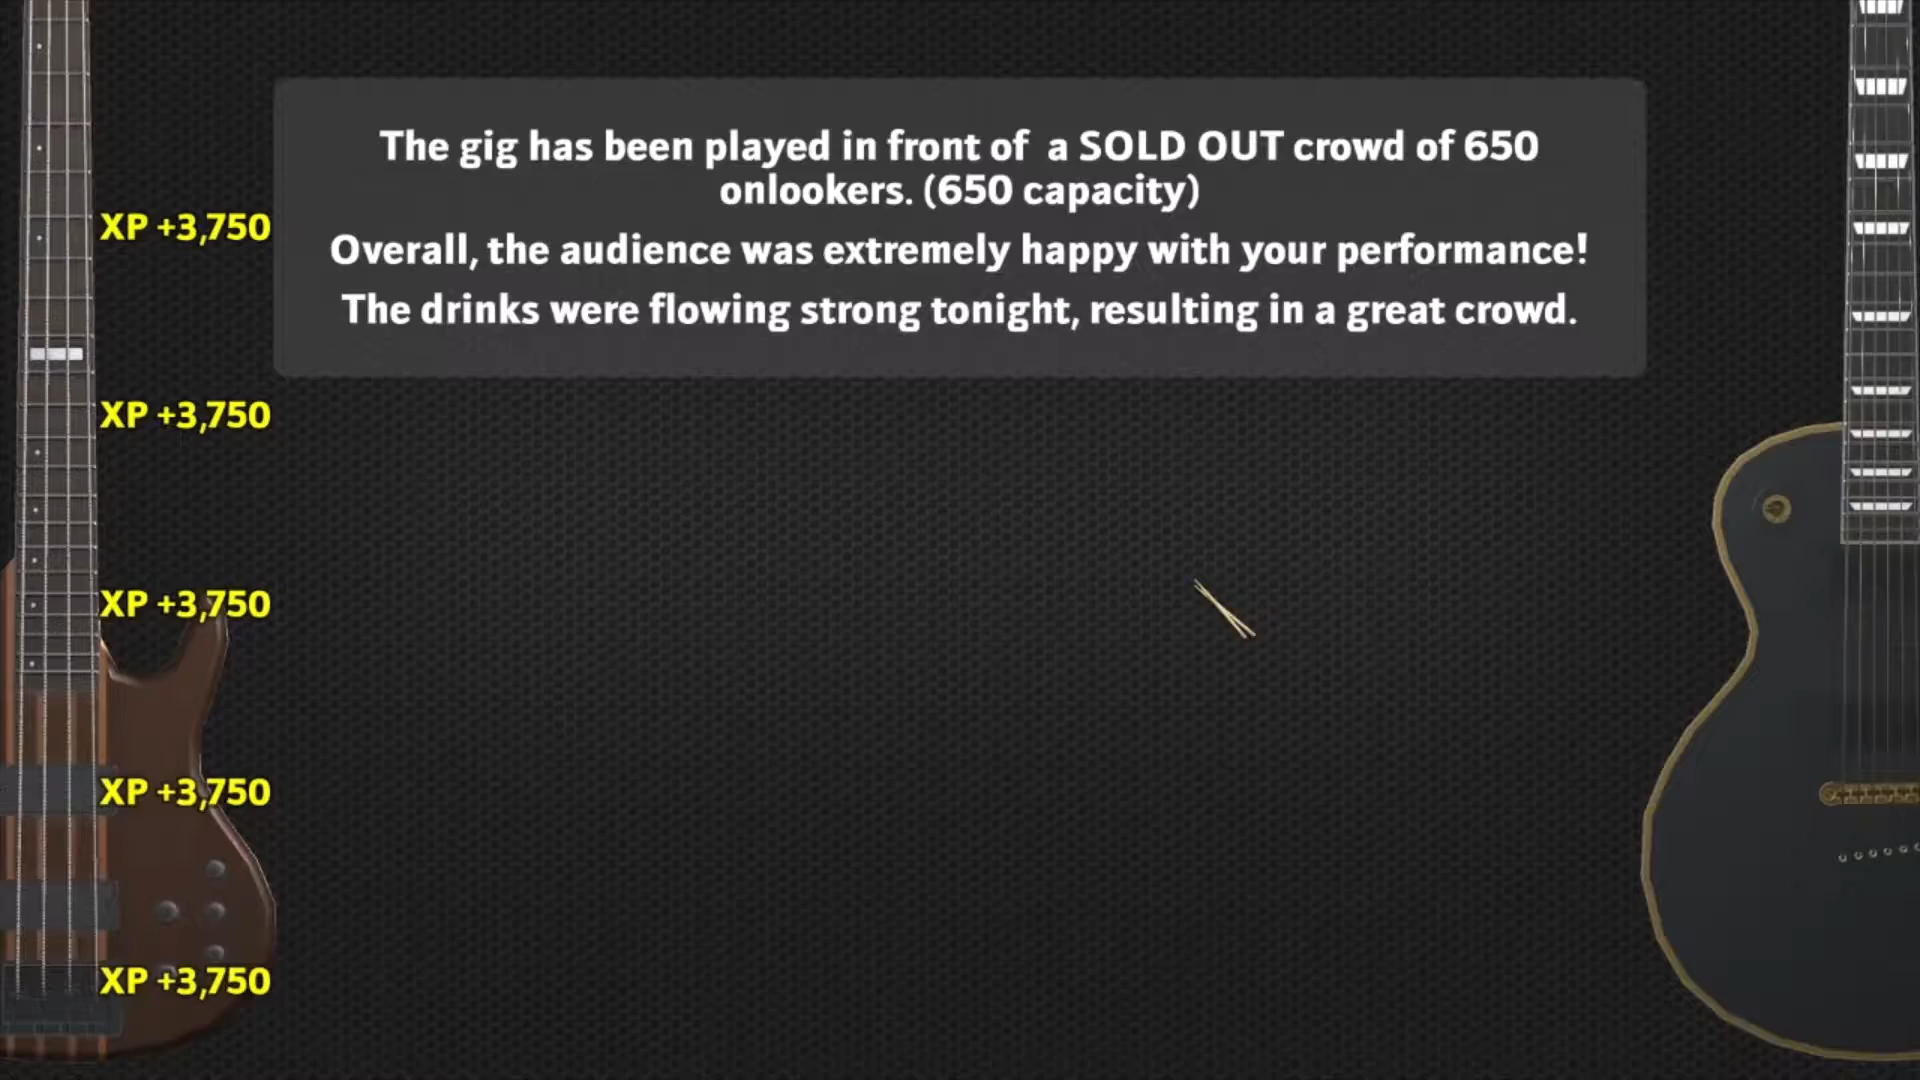 The gig has been played in front of  a SOLD OUT crowd of 650
onlookers. (650 capacity)
Overall, the audience was extremely happy with your performance!
The drinks were flowing strong tonight, resulting in a great crowd.
XP +3,750
XP +3,750
XP +3,750
XP +3,750
XP +3,750